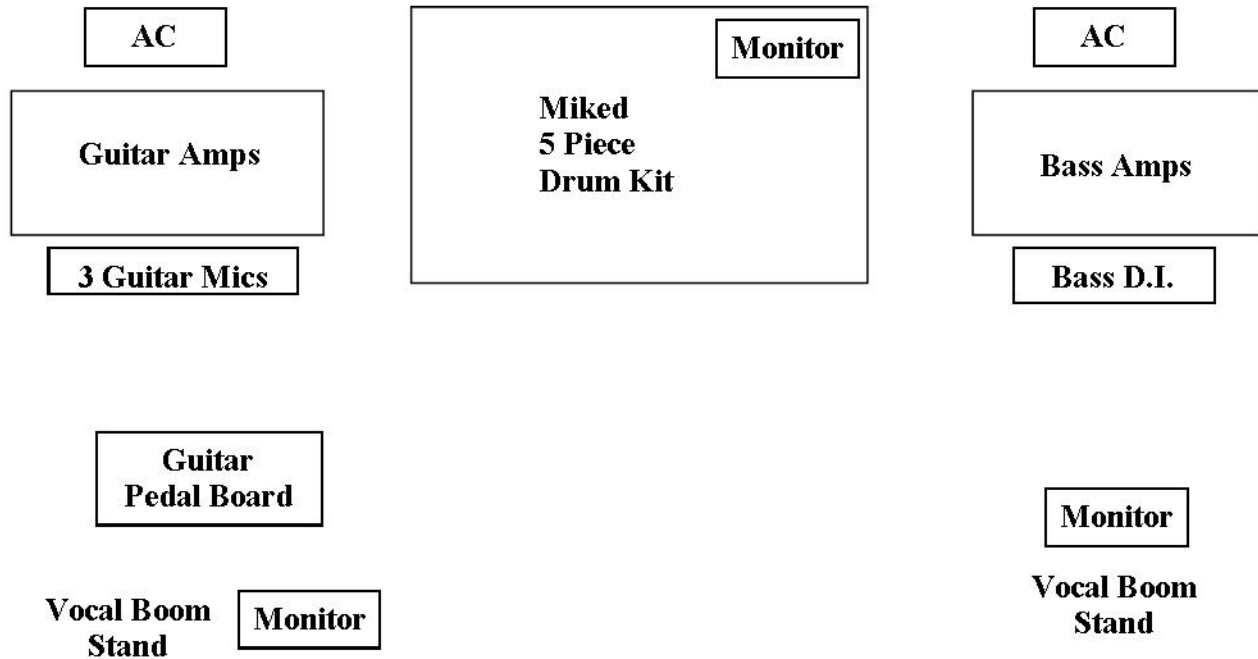 AC
Monitor
AC
Miked
5 Piece
Drum Kit
Guitar Amps
Bass Amps
3 Guitar Mics
Bass D.I.
Guitar
Pedal Board
Monitor
Vocal Boom
Stand
Monitor
Vocal Boom
Stand